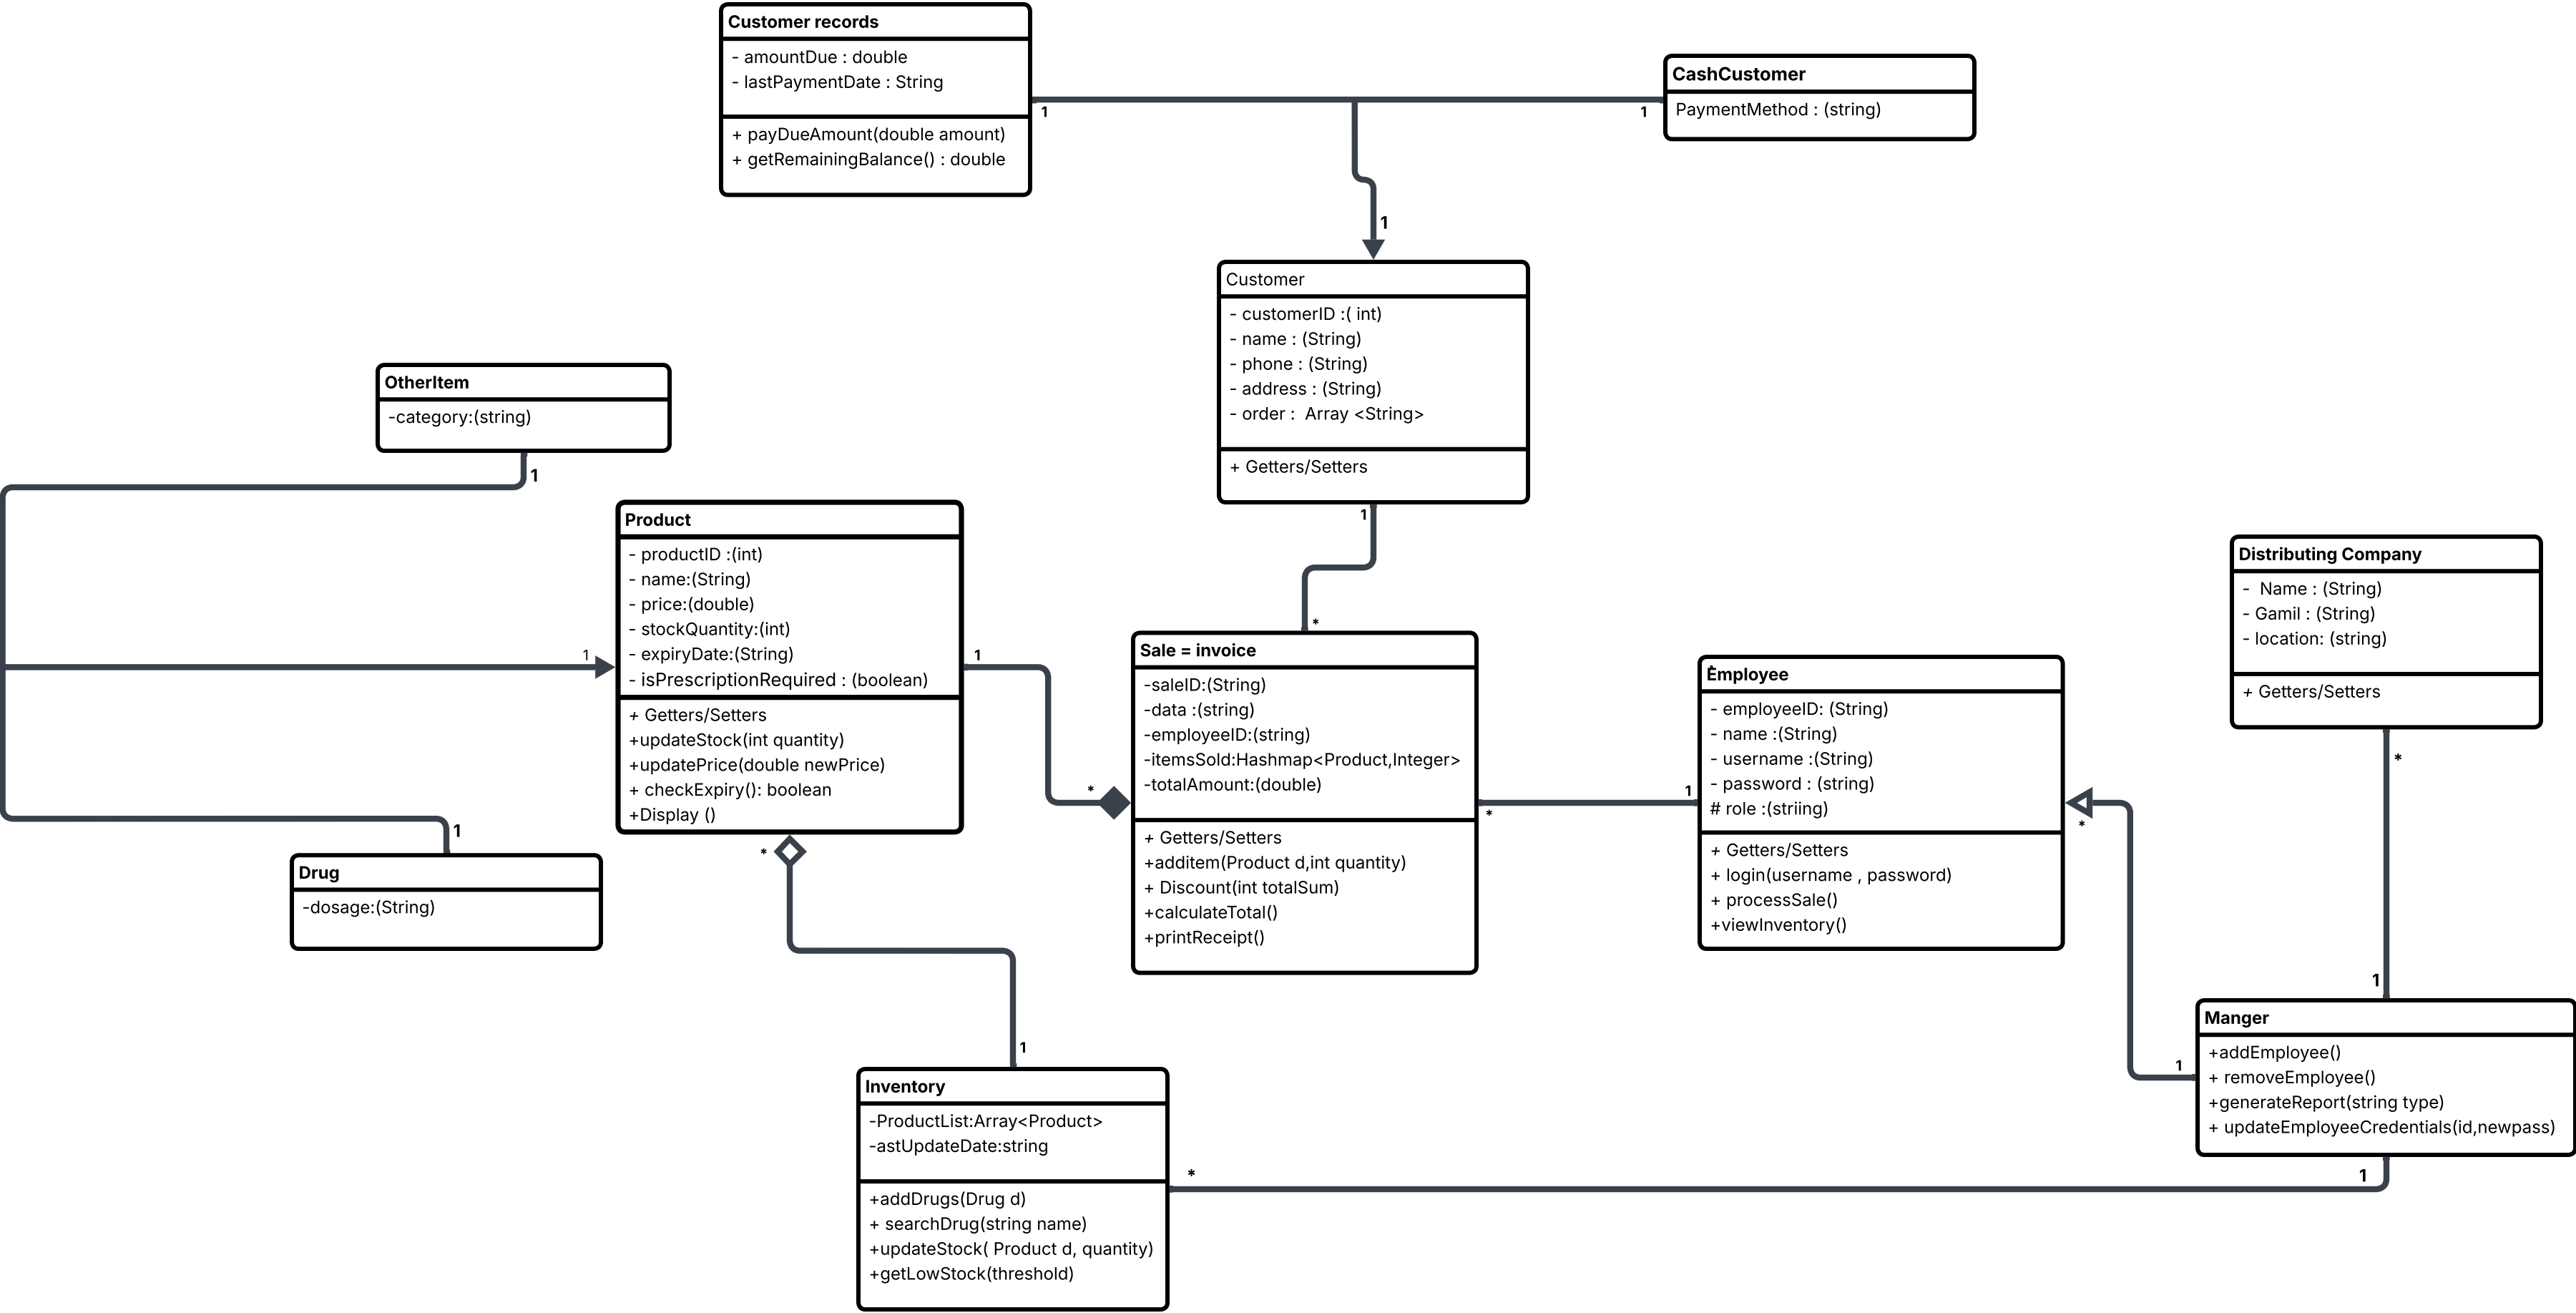 Customer records
- amountDue : double
- lastPaymentDate : String
+ payDueAmount(double amount)
+ getRemainingBalance() : double
1
1
CashCustomer
PaymentMethod : (string)
1
Customer
- customerID :( int)
- name : (String)
- phone : (String)
- address : (String)
- order :  Array <String>
+ Getters/Setters
1
*
OtherItem
-category:(string)
1
Product
- productID :(int)
- name:(String)
- price:(double)
- stockQuantity:(int)
- expiryDate:(String)
- isPrescriptionRequired : (boolean)
+ Getters/Setters
+updateStock(int quantity)
+updatePrice(double newPrice)
+ checkExpiry(): boolean
+Display ()
1
1
*
*
Drug
-dosage:(String)
1
Sale = invoice
-saleID:(String)
-data :(string)
-employeeID:(string)
-itemsSold:Hashmap<Product,Integer>
-totalAmount:(double)
+ Getters/Setters
+additem(Product d,int quantity)
+ Discount(int totalSum)
+calculateTotal()
+printReceipt()
*
1
Ėmployee
- employeeID: (String)
- name :(String)
- username :(String)
- password : (string)
# role :(striing)
+ Getters/Setters
+ login(username , password)
+ processSale()
+viewInventory()
*
Distributing Company
-  Name : (String)
- Gamil : (String)
- location: (string)
+ Getters/Setters
*
1
Manger
+addEmployee()
+ removeEmployee()
+generateReport(string type)
+ updateEmployeeCredentials(id,newpass)
1
1
1
Inventory
-ProductList:Array<Product>
-astUpdateDate:string
+addDrugs(Drug d)
+ searchDrug(string name)
+updateStock( Product d, quantity)
+getLowStock(threshold)
*